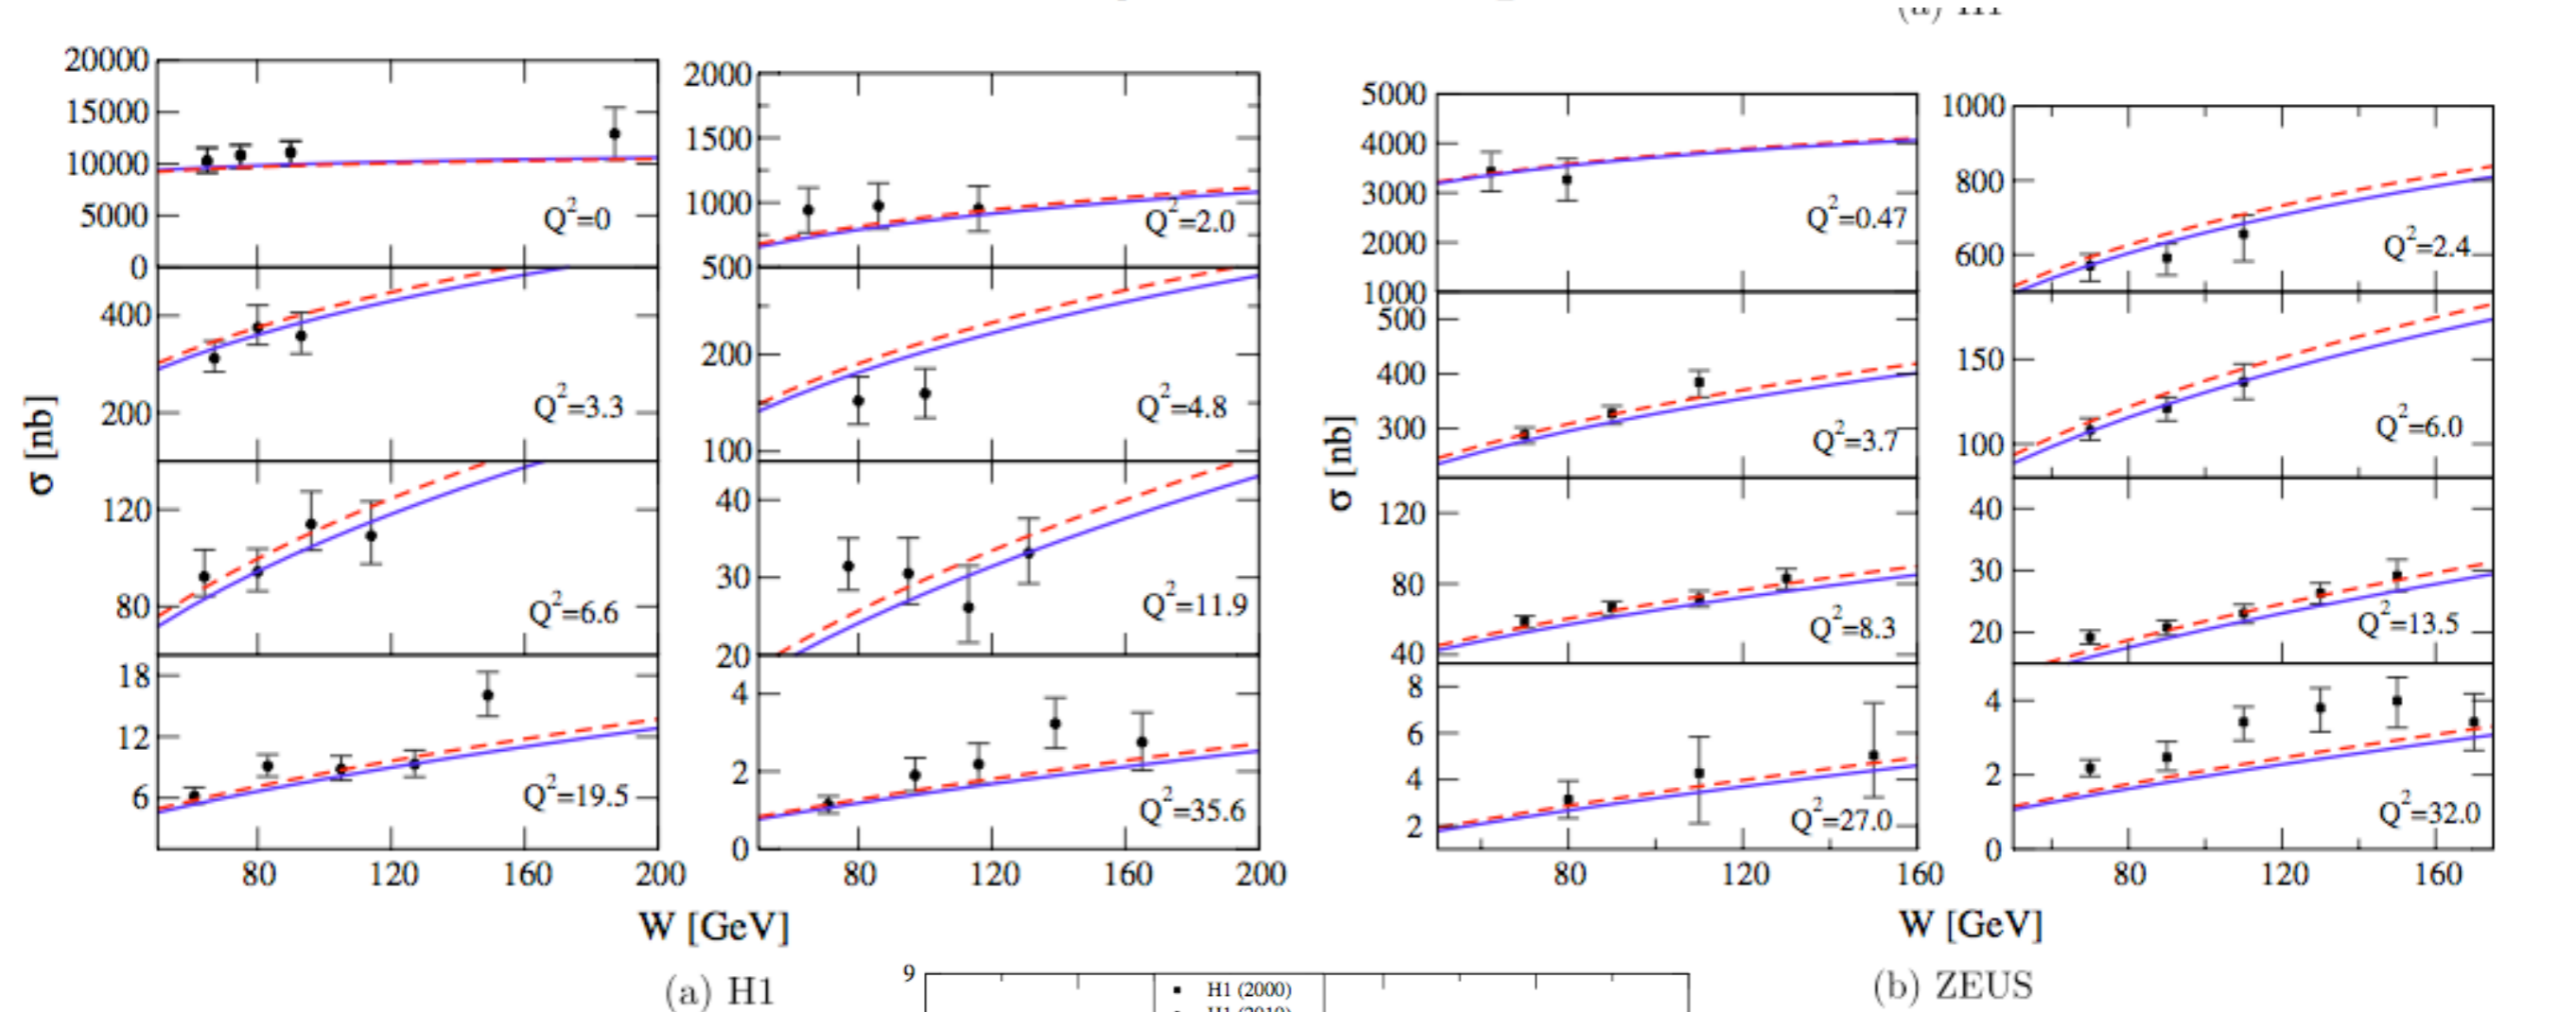 (a) H1
σ [nb]
20000
15000
10000
5000
0
Q²=0
400
200
Q²=3.3
120
80
Q²=6.6
18
12
6
Q²=19.5
80 120 160 200
2000
1500
1000
500
Q²=2.0
200
100
Q²=4.8
40
30
20
Q²=11.9
4
2
0
Q²=35.6
80 120 160 200
W [GeV]
(a) H1
σ [nb]
5000
4000
3000
2000
1000
Q²=0.47
500
400
300
Q²=3.7
120
80
40
Q²=8.3
8
6
4
2
Q²=27.0
80 120 160
1000
800
600
Q²=2.4
150
100
Q²=6.0
40
30
20
Q²=13.5
4
2
0
Q²=32.0
80 120 160
W [GeV]
(b) ZEUS
9
H1 (2000)